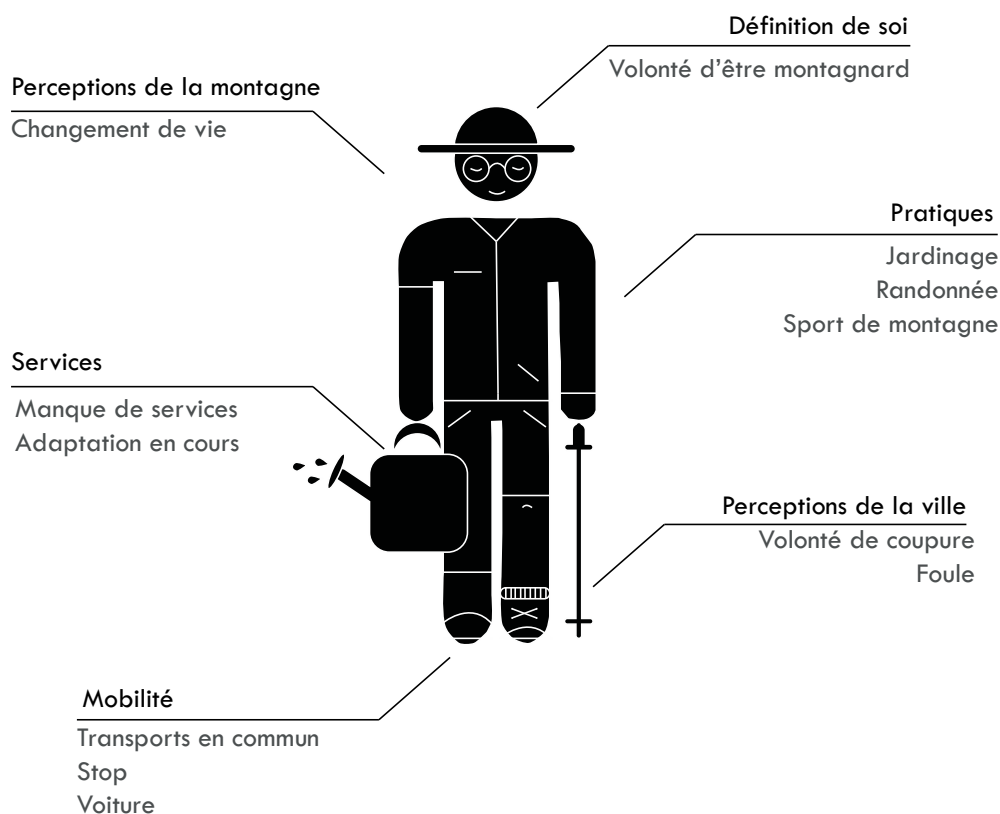 Définition de soi
Volonté d'être montagnard
Perceptions de la montagne
Changement de vie
Pratiques
Jardinage
Randonnée
Sport de montagne
Services
Manque de services
Adaptation en cours
Perceptions de la ville
Volonté de coupure
Foule
Mobilité
Transports en commun
Stop
Voiture